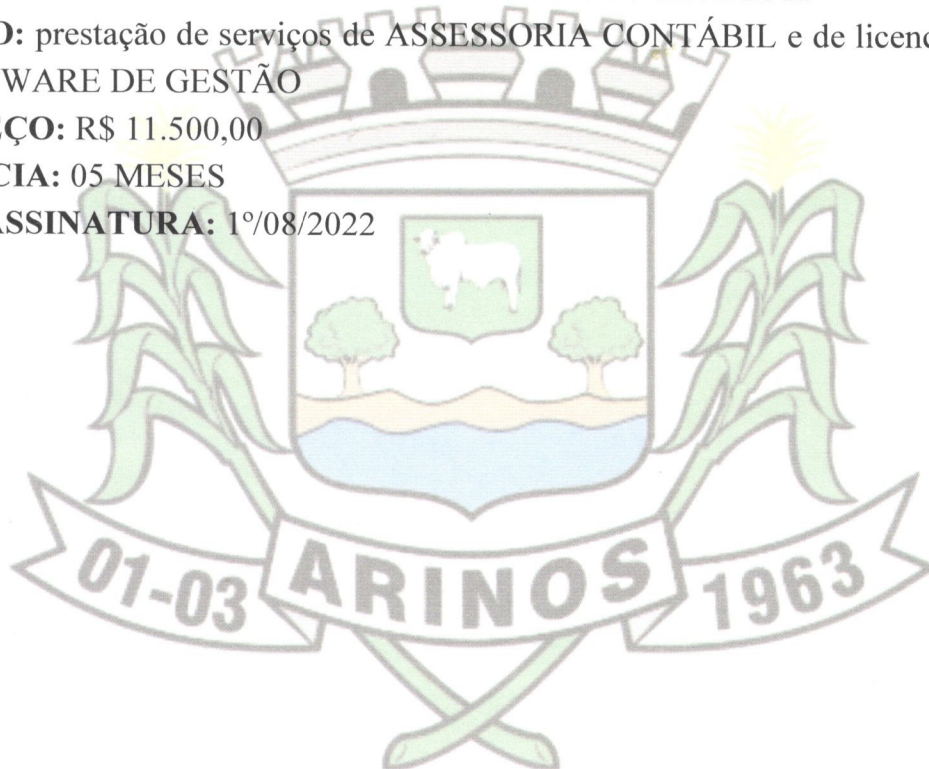 O: prestação de serviços de ASSESSORIA CONTÁBIL e de licenc
WARE DE GESTÃO
ÇO: R$ 11.500,00
CIA: 05 MESES
ASSINATURA: 1º/08/2022
01-03 ARINOS 1963